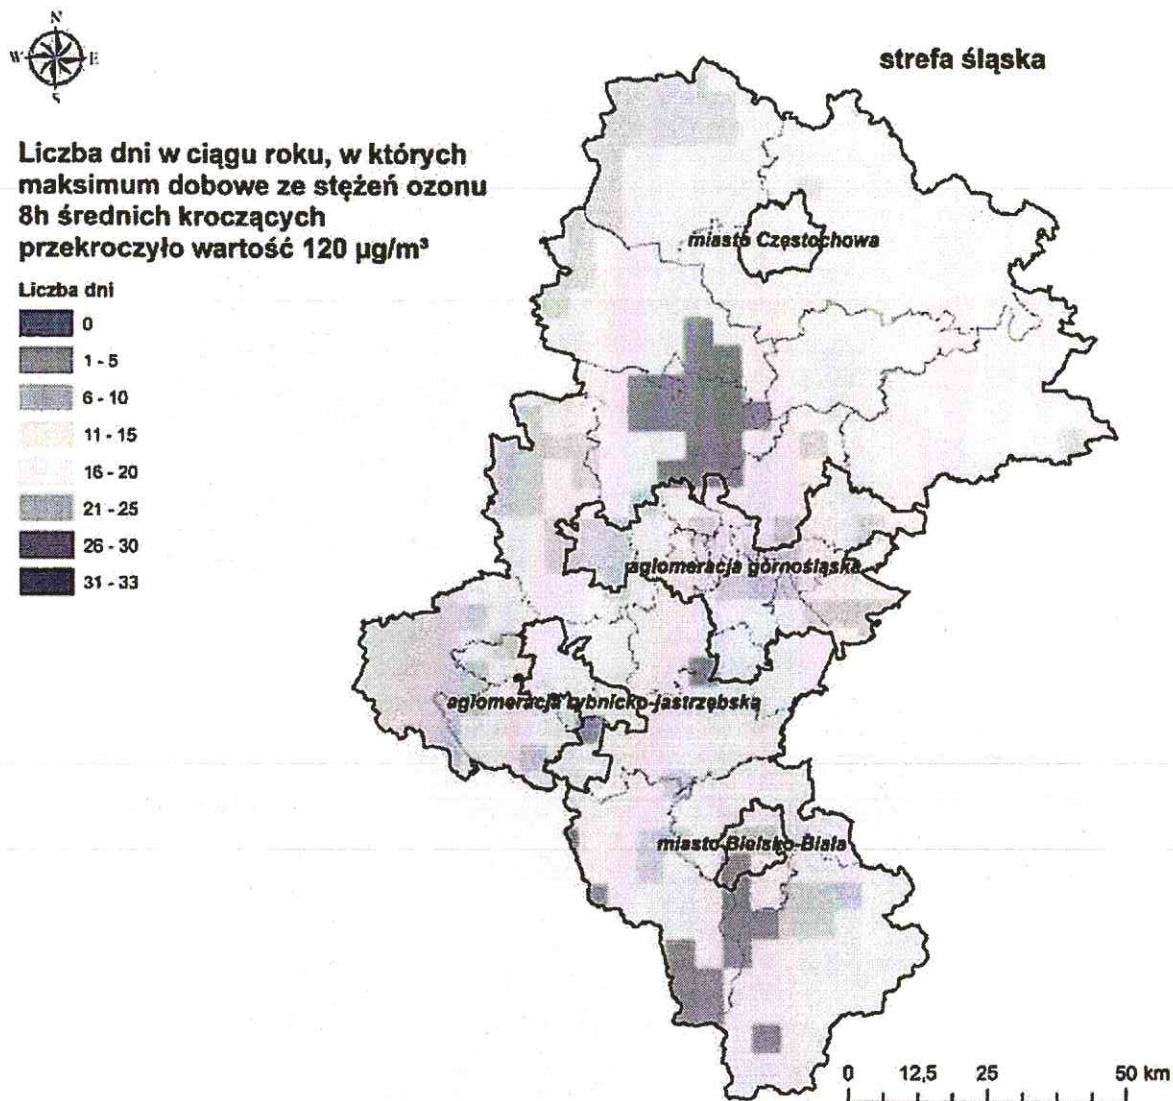 N
W E
S
strefa śląska
Liczba dni w ciągu roku, w których
maksimum dobowe ze stężeń ozonu
8h średnich kroczących
przekroczyło wartość 120 µg/m³
Liczba dni
0
1 - 5
6 - 10
11 - 15
16 - 20
21 - 25
26 - 30
31 - 33
miasto Częstochowa
aglomeracja górnośląska
aglomeracja rybnicko-jastrzębska
miasto Bielsko-Biała
0 12,5 25 50 km